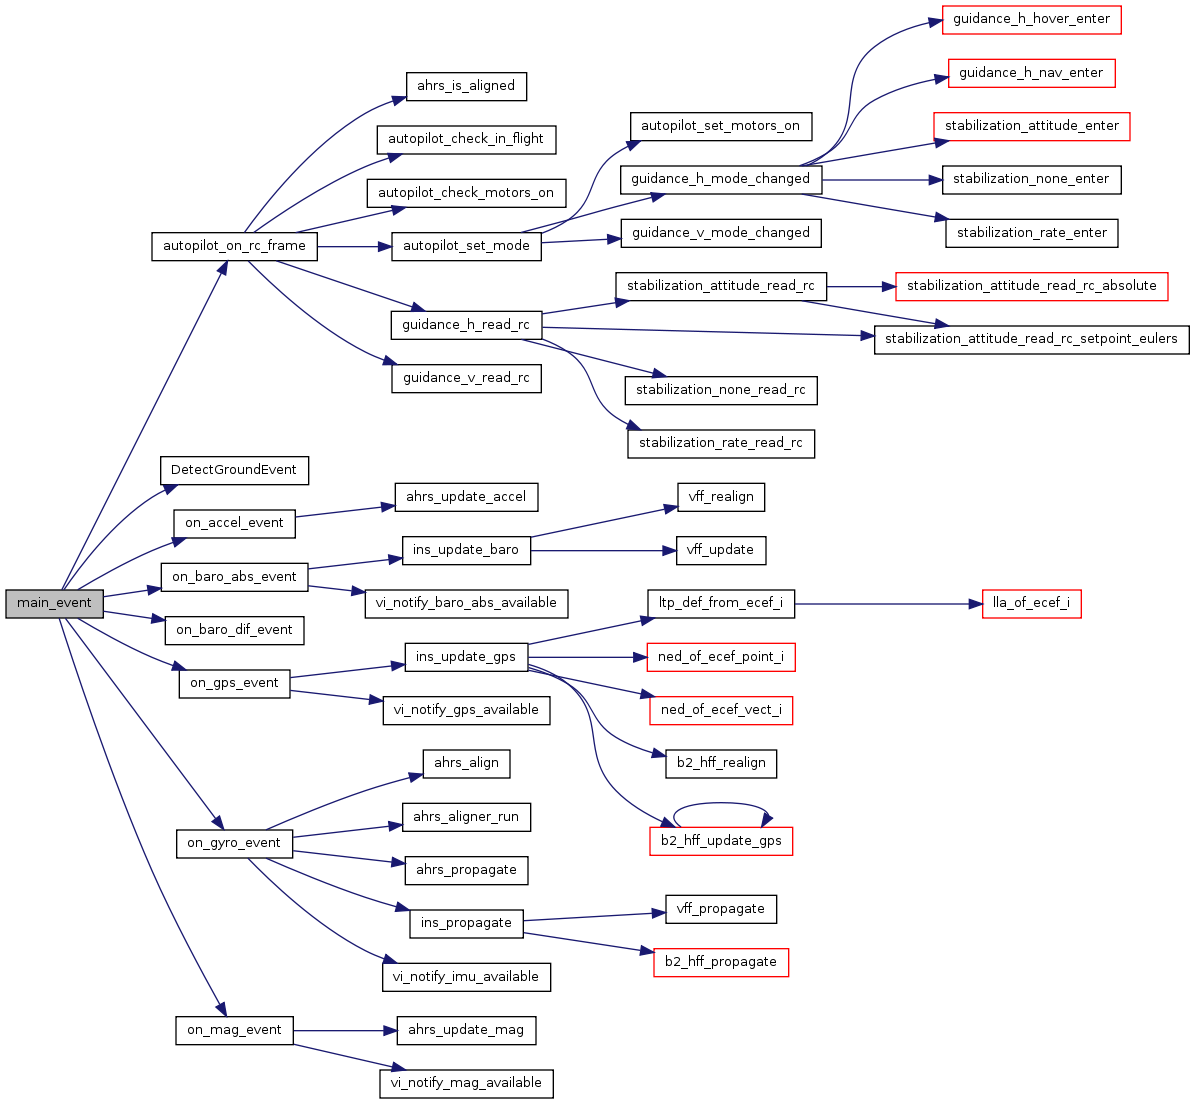 guidance_h_hover_enter
guidance_h_nav_enter
ahrs_is_aligned
autopilot_set_motors_on
stabilization_attitude_enter
autopilot_check_in_flight
guidance_h_mode_changed
stabilization_none_enter
autopilot_check_motors_on
guidance_v_mode_changed
stabilization_rate_enter
autopilot_on_rc_frame
autopilot_set_mode
stabilization_attitude_read_rc
stabilization_attitude_read_rc_absolute
guidance_h_read_rc
stabilization_attitude_read_rc_setpoint_eulers
guidance_v_read_rc
stabilization_none_read_rc
stabilization_rate_read_rc
DetectGroundEvent
ahrs_update_accel
vff_realign
on_accel_event
ins_update_baro
vff_update
on_baro_abs_event
vi_notify_baro_abs_available
main_event
ltp_def_from_ecef_i
lla_of_ecef_i
on_baro_dif_event
ins_update_gps
ned_of_ecef_point_i
on_gps_event
vi_notify_gps_available
ned_of_ecef_vect_i
ahrs_align
b2_hff_realign
ahrs_aligner_run
on_gyro_event
b2_hff_update_gps
ahrs_propagate
ins_propagate
vff_propagate
b2_hff_propagate
vi_notify_imu_available
on_mag_event
ahrs_update_mag
vi_notify_mag_available